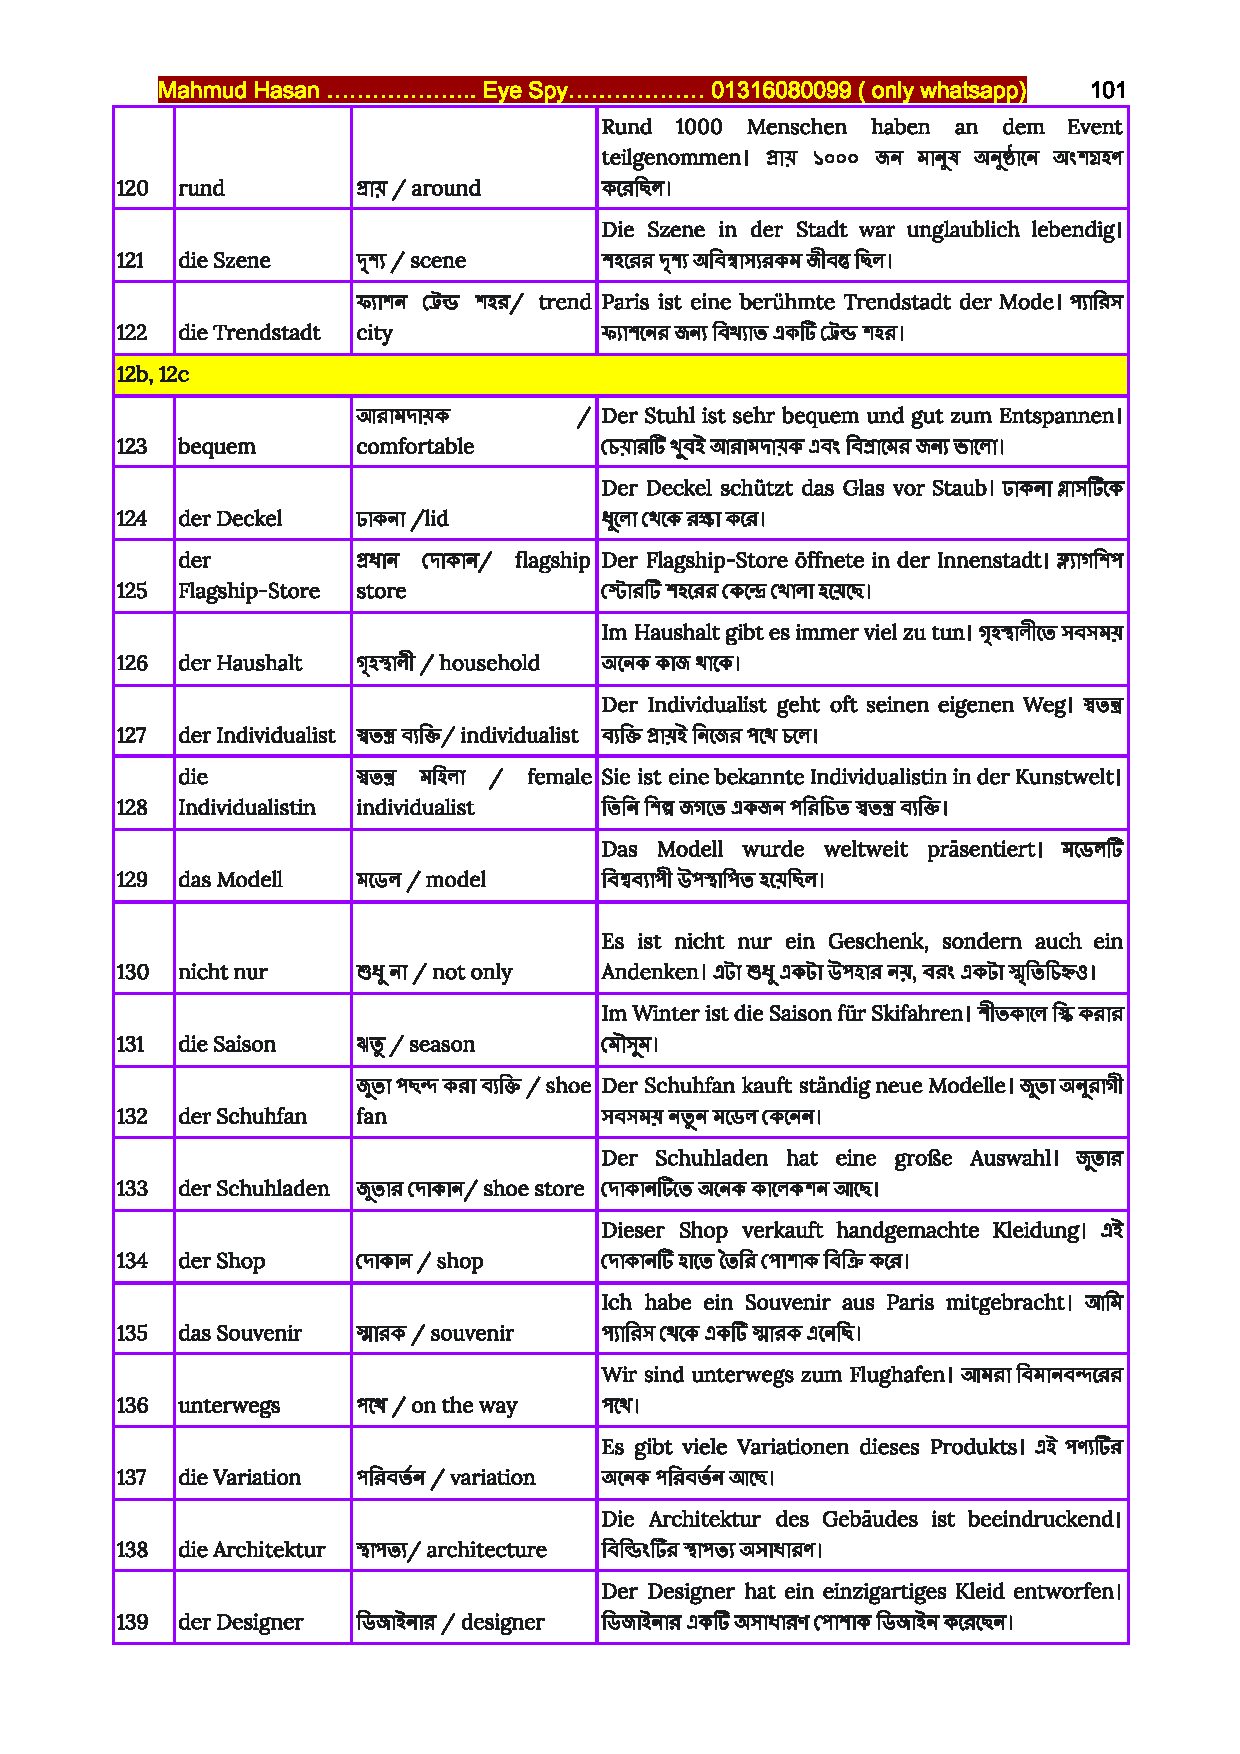 Mahmud Hasan ……………….. Eye Spy……………… 01316080099 ( only whatsapp) 101
Rund 1000 Menschen haben an dem Event
teilgenommen। প্রায় ১০০০ জন মানুষ অনুষ্ঠানে অংশগ্রহণ
120 rund প্রায় / around করেছিল।
Die Szene in der Stadt war unglaublich lebendig।
121 die Szene দৃশ্য / scene শহরের দৃশ্য অবিশ্বাস্যরকম জীবন্ত ছিল।
ফ্যাশন ট্রেন্ড শহর/ trend Paris ist eine berühmte Trendstadt der Mode। প্যারিস
122 die Trendstadt city ফ্যাশনের জন্য বিখ্যাত একটি ট্রেন্ড শহর।
12b, 12c
আরামদায়ক / Der Stuhl ist sehr bequem und gut zum Entspannen।
123 bequem comfortable চেয়ারটি খুবই আরামদায়ক এবং বিশ্রামের জন্য ভালো।
Der Deckel schützt das Glas vor Staub। ঢাকনা গ্লাসটিকে
124 der Deckel ঢাকনা /lid ধুলো থেকে রক্ষা করে।
der প্রধান দোকান/ flagship Der Flagship-Store öffnete in der Innenstadt। ফ্ল্যাগশিপ
125 Flagship-Store store স্টোরটি শহরের কেন্দ্রে খোলা হয়েছে।
Im Haushalt gibt es immer viel zu tun। গৃহস্থালীতে সবসময়
126 der Haushalt গৃহস্থালী / household অনেক কাজ থাকে।
Der Individualist geht oft seinen eigenen Weg। স্বতন্ত্র
127 der Individualist স্বতন্ত্র ব্যক্তি/ individualist ব্যক্তি প্রায়ই নিজের পথে চলে।
die স্বতন্ত্র মহিলা / female Sie ist eine bekannte Individualistin in der Kunstwelt।
128 Individualistin individualist তিনি শিল্প জগতে একজন পরিচিত স্বতন্ত্র ব্যক্তি।
Das Modell wurde weltweit präsentiert। মডেলটি
129 das Modell মডেল / model বিশ্বব্যাপী উপস্থাপিত হয়েছিল।
Es ist nicht nur ein Geschenk, sondern auch ein
130 nicht nur শুধু না / not only Andenken। এটা শুধু একটা উপহার নয়, বরং একটা স্মৃতিচিহ্নও।
Im Winter ist die Saison für Skifahren। শীতকালে স্কি করার
131 die Saison ঋতু / season মৌসুম।
জুতা পছন্দ করা ব্যক্তি / shoe Der Schuhfan kauft ständig neue Modelle। জুতা অনুরাগী
132 der Schuhfan fan সবসময় নতুন মডেল কেনেন।
Der Schuhladen hat eine große Auswahl। জুতার
133 der Schuhladen জুতার দোকান/ shoe store দোকানটিতে অনেক কালেকশন আছে।
Dieser Shop verkauft handgemachte Kleidung। এই
134 der Shop দোকান / shop দোকানটি হাতে তৈরি পোশাক বিক্রি করে।
Ich habe ein Souvenir aus Paris mitgebracht। আমি
135 das Souvenir স্মারক / souvenir প্যারিস থেকে একটি স্মারক এনেছি।
Wir sind unterwegs zum Flughafen। আমরা বিমানবন্দরের
136 unterwegs পথে / on the way পথে।
Es gibt viele Variationen dieses Produkts। এই পণ্যটির
137 die Variation পরিবর্তন / variation অনেক পরিবর্তন আছে।
Die Architektur des Gebäudes ist beeindruckend।
138 die Architektur স্থাপত্য/ architecture বিল্ডিংটির স্থাপত্য অসাধারণ।
Der Designer hat ein einzigartiges Kleid entworfen।
139 der Designer ডিজাইনার / designer ডিজাইনার একটি অসাধারণ পোশাক ডিজাইন করেছেন।